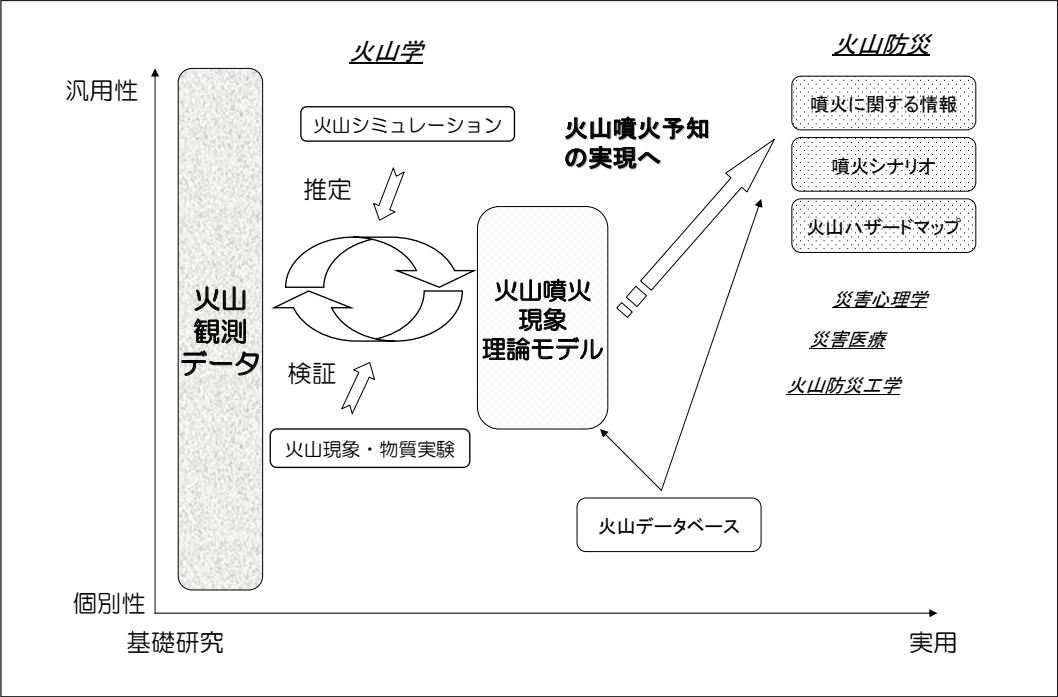 火山学
火山防災
汎用性
噴火に関する情報
火山シミュレーション
火山噴火予知
の実現へ
噴火シナリオ
推定
火山ハザードマップ
火山
観測
データ
火山噴火
現象
理論モデル
災害心理学
災害医療
検証
火山防災工学
火山現象・物質実験
火山データベース
個別性
基礎研究
実用